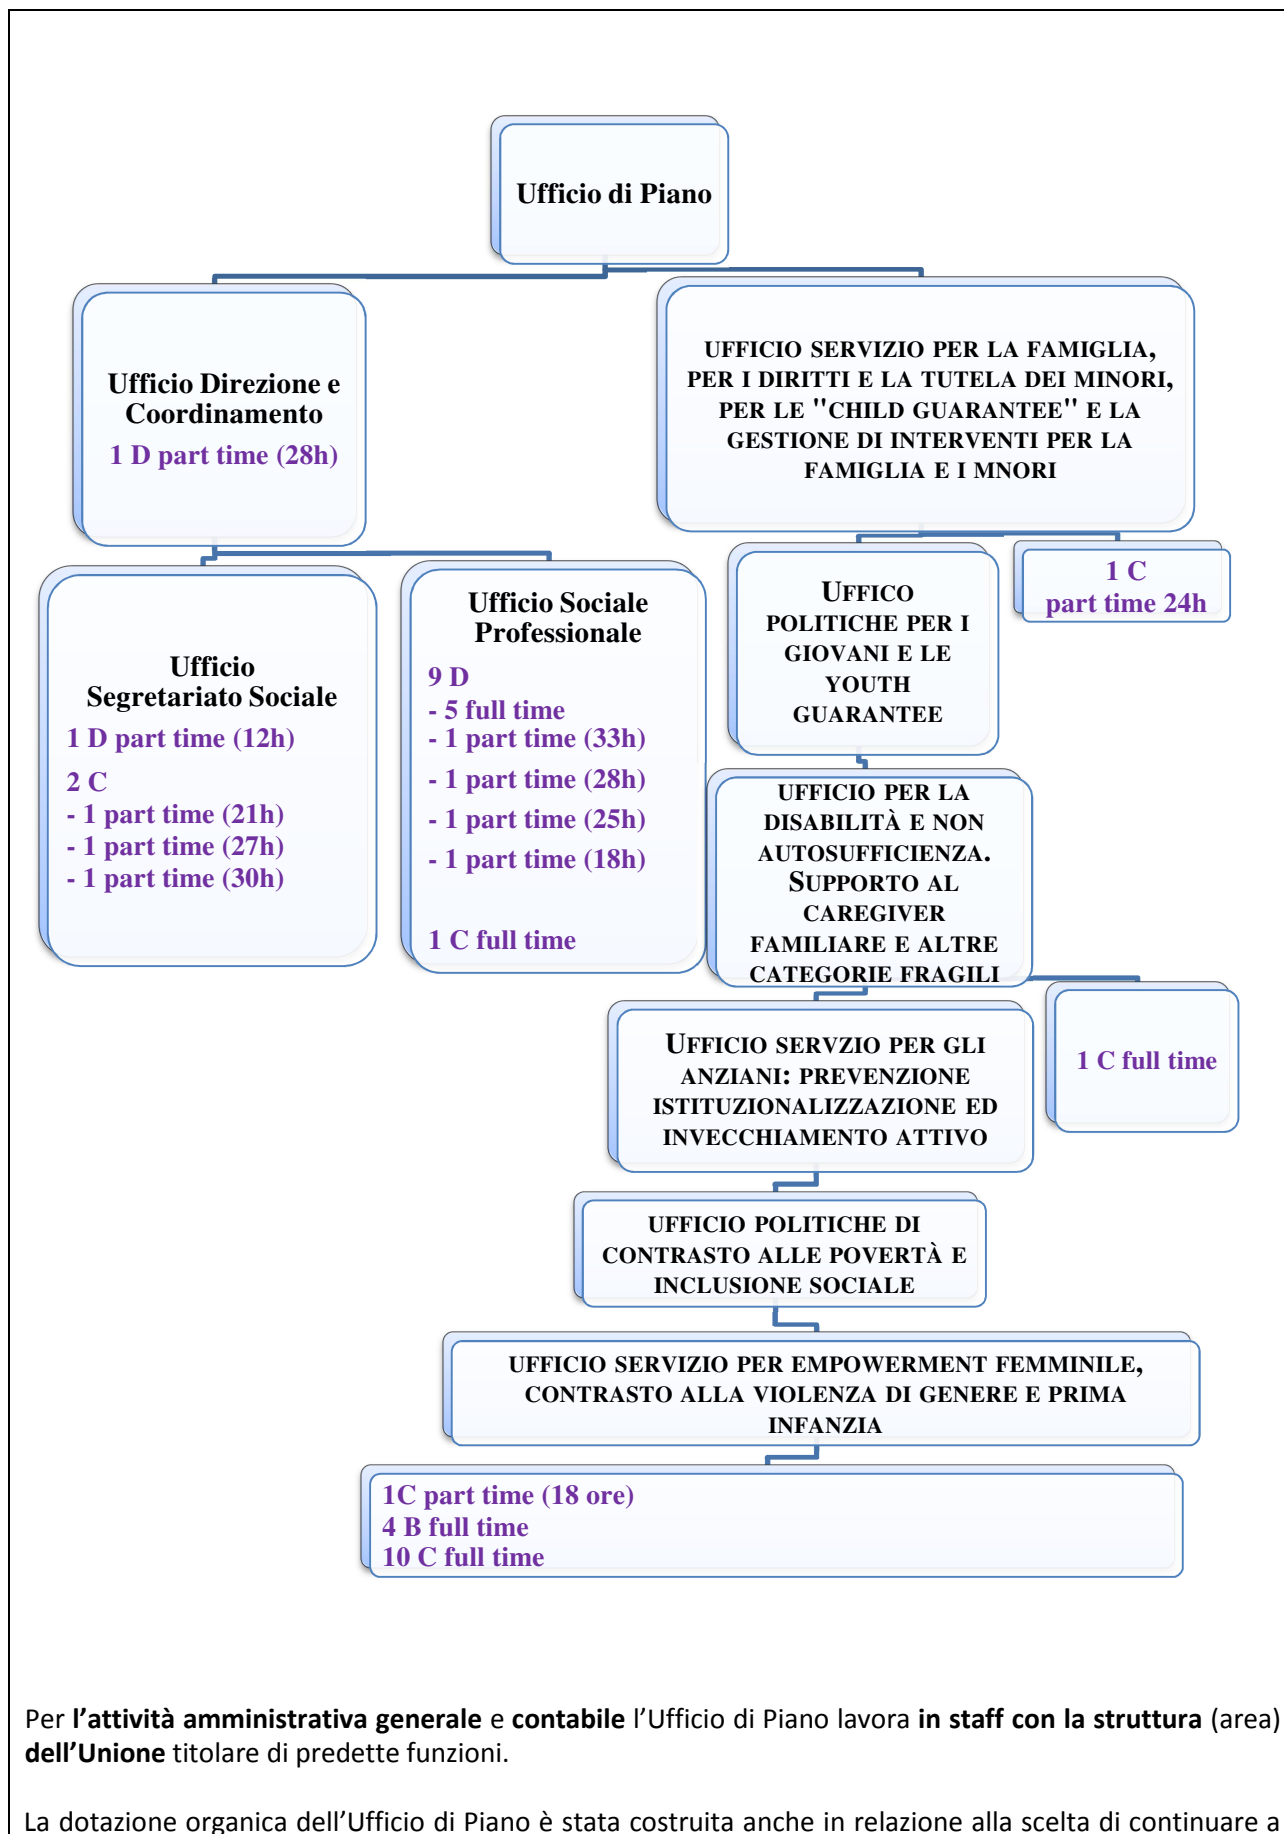 Ufficio di Piano
Ufficio Direzione e
Coordinamento
1 D part time (28h)
UFFICIO SERVIZIO PER LA FAMIGLIA,
PER I DIRITTI E LA TUTELA DEI MINORI,
PER LE "CHILD GUARANTEE" E LA
GESTIONE DI INTERVENTI PER LA
FAMIGLIA E I MNORI
Ufficio
Segretariato Sociale
1 D part time (12h)
2 C
- 1 part time (21h)
- 1 part time (27h)
- 1 part time (30h)
Ufficio Sociale
Professionale
9 D
- 5 full time
- 1 part time (33h)
- 1 part time (28h)
- 1 part time (25h)
- 1 part time (18h)
1 C full time
UFFICO
POLITICHE PER I
GIOVANI E LE
YOUTH
GUARANTEE
1 C
part time 24h
UFFICIO PER LA
DISABILITÀ E NON
AUTOSUFFICIENZA.
SUPPORTO AL
CAREGIVER
FAMILIARE E ALTRE
CATEGORIE FRAGILI
1 C full time
UFFICIO SERVZIO PER GLI
ANZIANI: PREVENZIONE
ISTITUZIONALIZZAZIONE ED
INVECCHIAMENTO ATTIVO
UFFICIO POLITICHE DI
CONTRASTO ALLE POVERTÀ E
INCLUSIONE SOCIALE
UFFICIO SERVIZIO PER EMPOWERMENT FEMMINILE,
CONTRASTO ALLA VIOLENZA DI GENERE E PRIMA
INFANZIA
1C part time (18 ore)
4 B full time
10 C full time
Per l'attività amministrativa generale e contabile l'Ufficio di Piano lavora in staff con la struttura (area)
dell'Unione titolare di predette funzioni.
La dotazione organica dell'Ufficio di Piano è stata costruita anche in relazione alla scelta di continuare a